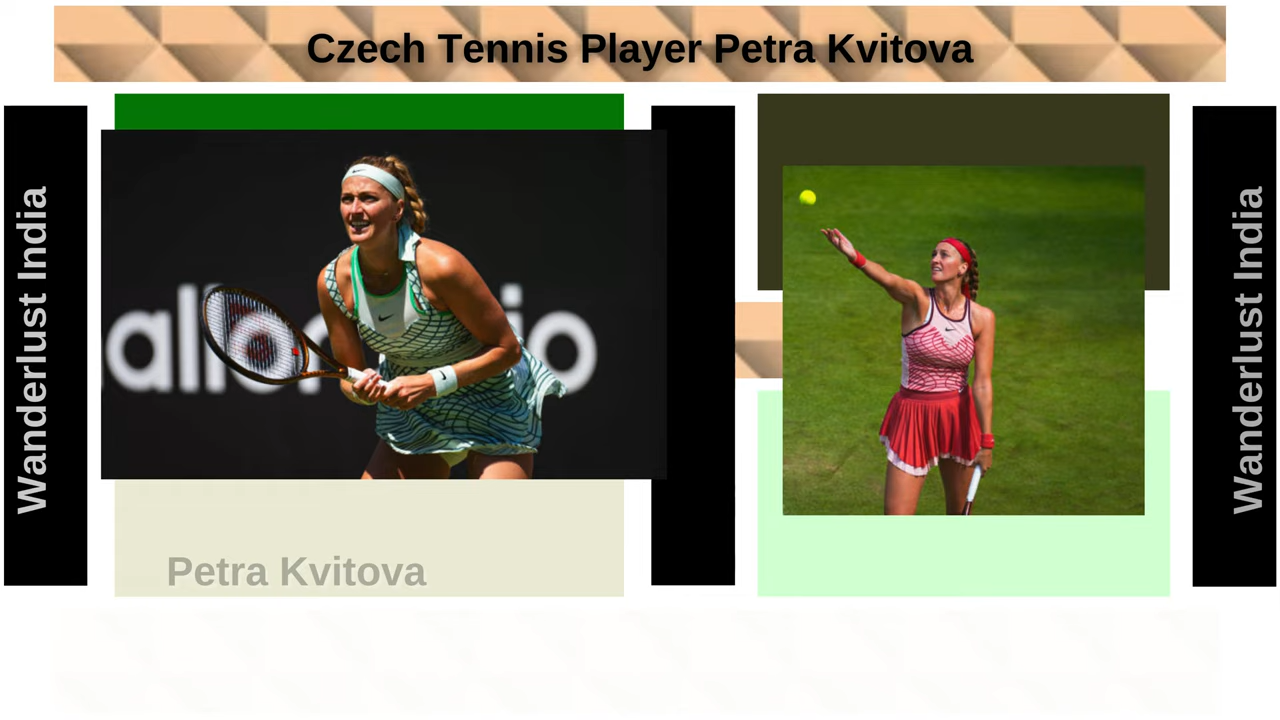 Czech Tennis Player Petra Kvitova
Wanderlust India
Wanderlust India
Petra Kvitova